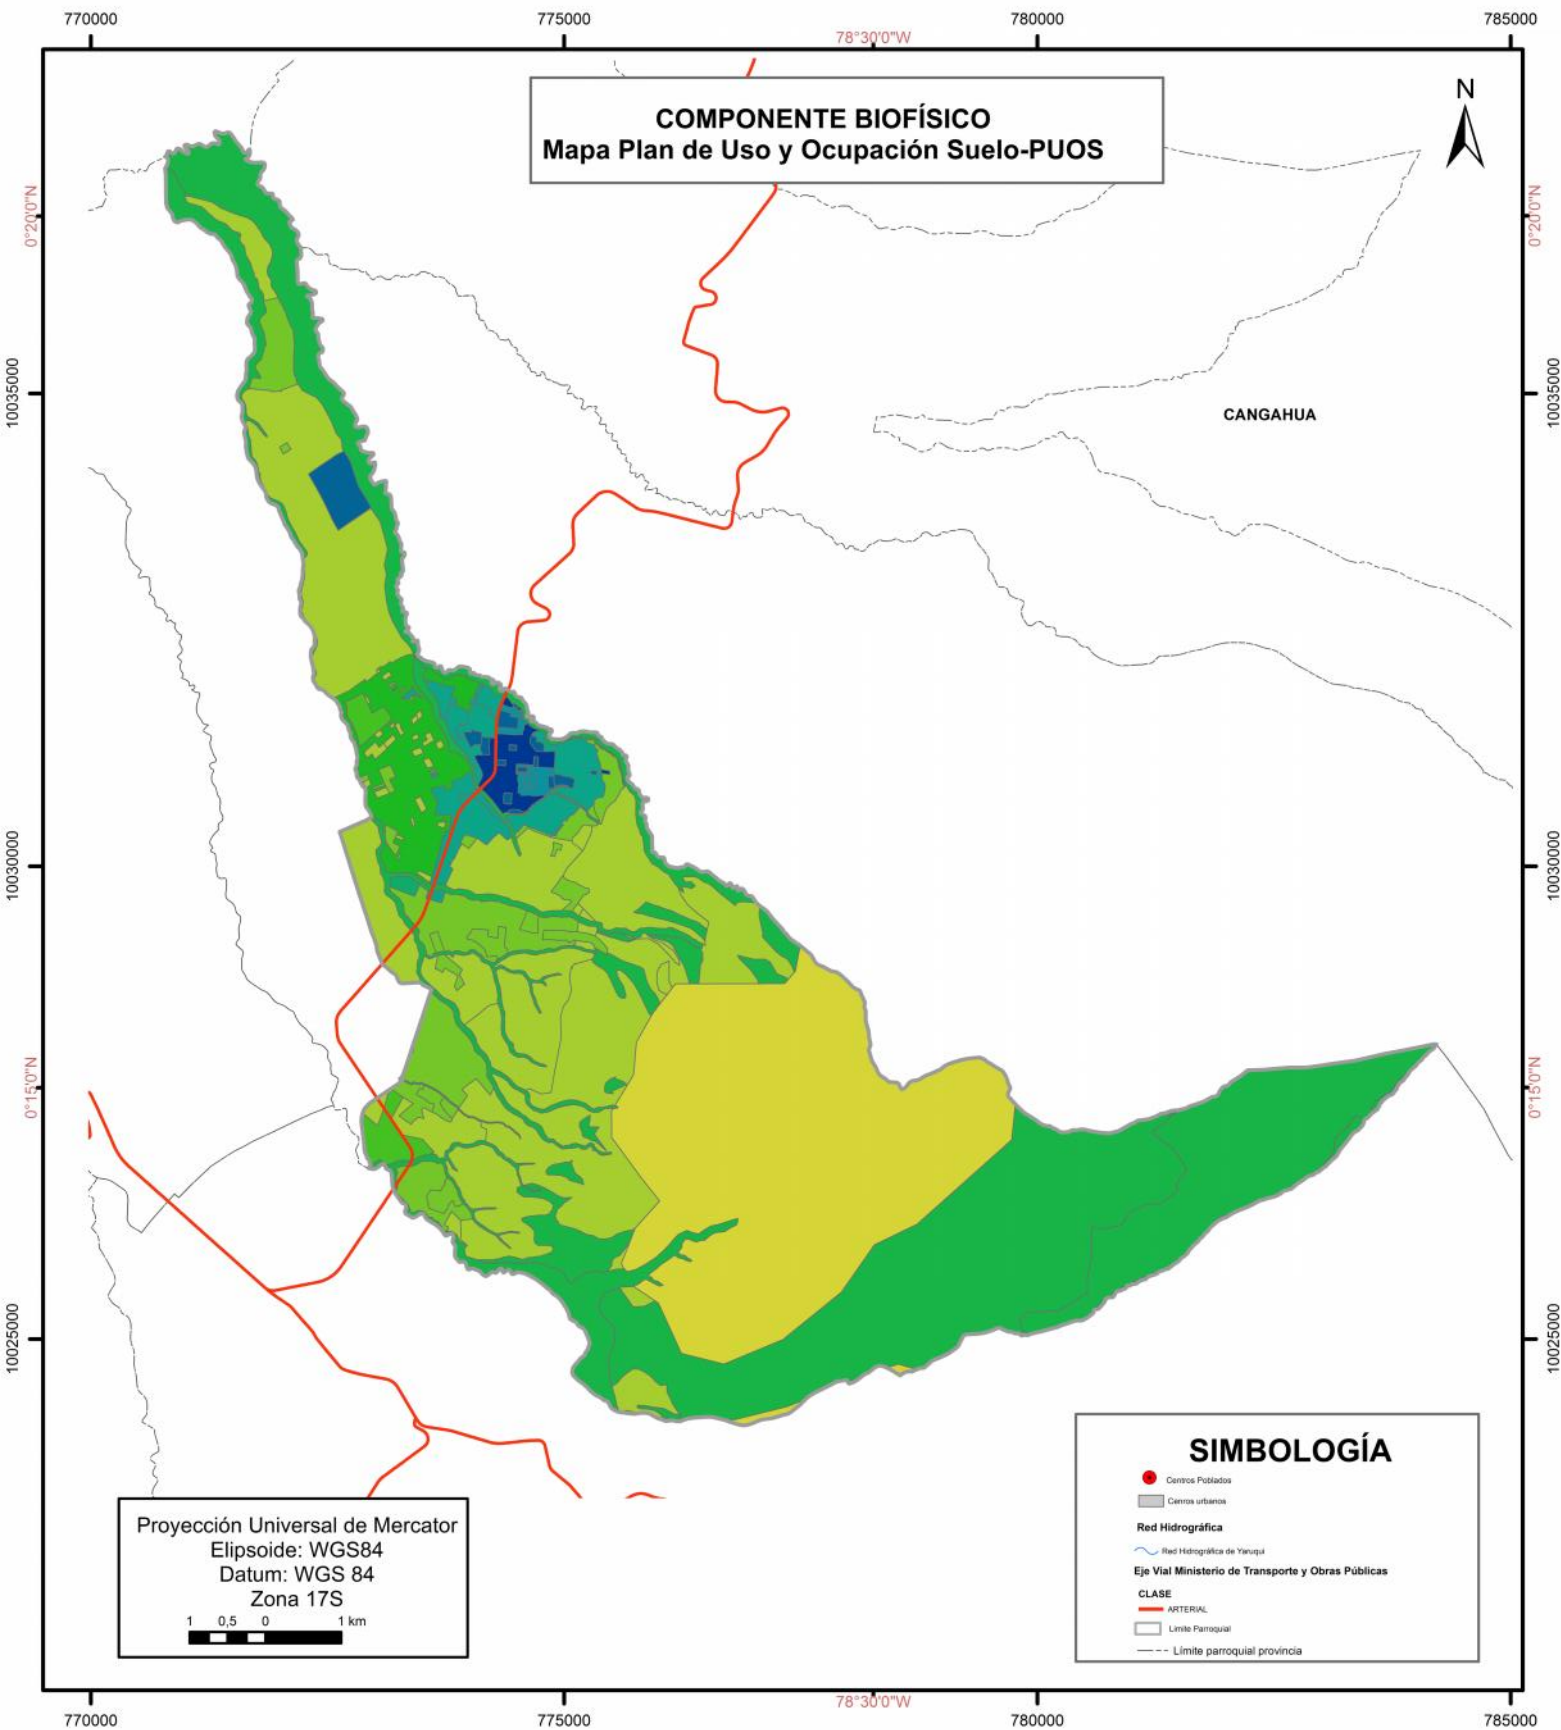 770000
775000
780000
785000
78°30'0"W
COMPONENTE BIOFÍSICO
Mapa Plan de Uso y Ocupación Suelo-PUOS
N
0°20'0"N
0°20'0"N
10035000
10035000
CANGAHUA
10030000
10030000
0°15'0"N
0°15'0"N
10025000
10025000
SIMBOLOGÍA
Centros Poblados
Cenros urbanos
Red Hidrográfica
Red Hidrográfica de Yaruqui
Eje Vial Ministerio de Transporte y Obras Públicas
CLASE
ARTERIAL
Limite Parroquial
Límite parroquial provincia
Proyección Universal de Mercator
Elipsoide: WGS84
Datum: WGS 84
Zona 17S
1 0,5 0 1 km
78°30'0"W
770000
775000
780000
785000